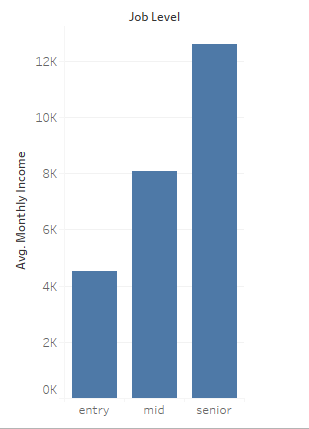 Job Level
Avg. Monthly Income
12K
10K
8K
6K
4K
2K
0K
entry mid senior